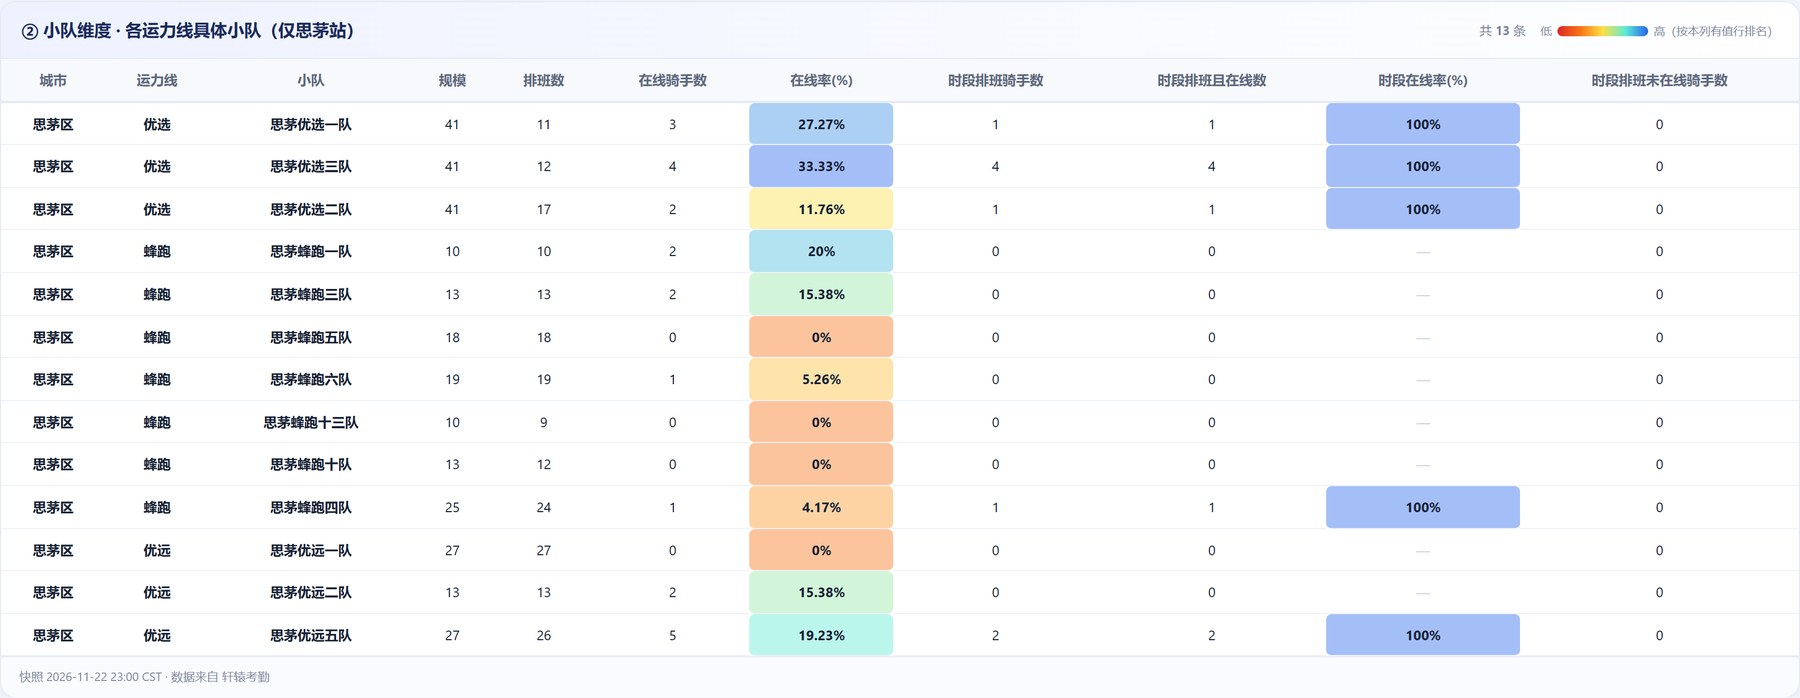 ② 小队维度 · 各运力线具体小队（仅思茅站）
共 13 条 低 高 (按本列有值行排名)
城市 运力线 小队 规模 排班数 在线骑手数 在线率(%) 时段排班骑手数 时段排班且在线数 时段在线率(%) 时段排班未在线骑手数
思茅区 优选 思茅优选一队 41 11 3 27.27% 1 1 100% 0
思茅区 优选 思茅优选三队 41 12 4 33.33% 4 4 100% 0
思茅区 优选 思茅优选二队 41 17 2 11.76% 1 1 100% 0
思茅区 蜂跑 思茅蜂跑一队 10 10 2 20% 0 0 — 0
思茅区 蜂跑 思茅蜂跑三队 13 13 2 15.38% 0 0 — 0
思茅区 蜂跑 思茅蜂跑五队 18 18 0 0% 0 0 — 0
思茅区 蜂跑 思茅蜂跑六队 19 19 1 5.26% 0 0 — 0
思茅区 蜂跑 思茅蜂跑十三队 10 9 0 0% 0 0 — 0
思茅区 蜂跑 思茅蜂跑十队 13 12 0 0% 0 0 — 0
思茅区 蜂跑 思茅蜂跑四队 25 24 1 4.17% 1 1 100% 0
思茅区 优远 思茅优远一队 27 27 0 0% 0 0 — 0
思茅区 优远 思茅优远二队 13 13 2 15.38% 0 0 — 0
思茅区 优远 思茅优远五队 27 26 5 19.23% 2 2 100% 0
快照 2026-11-22 23:00 CST · 数据来自 轩辕考勤